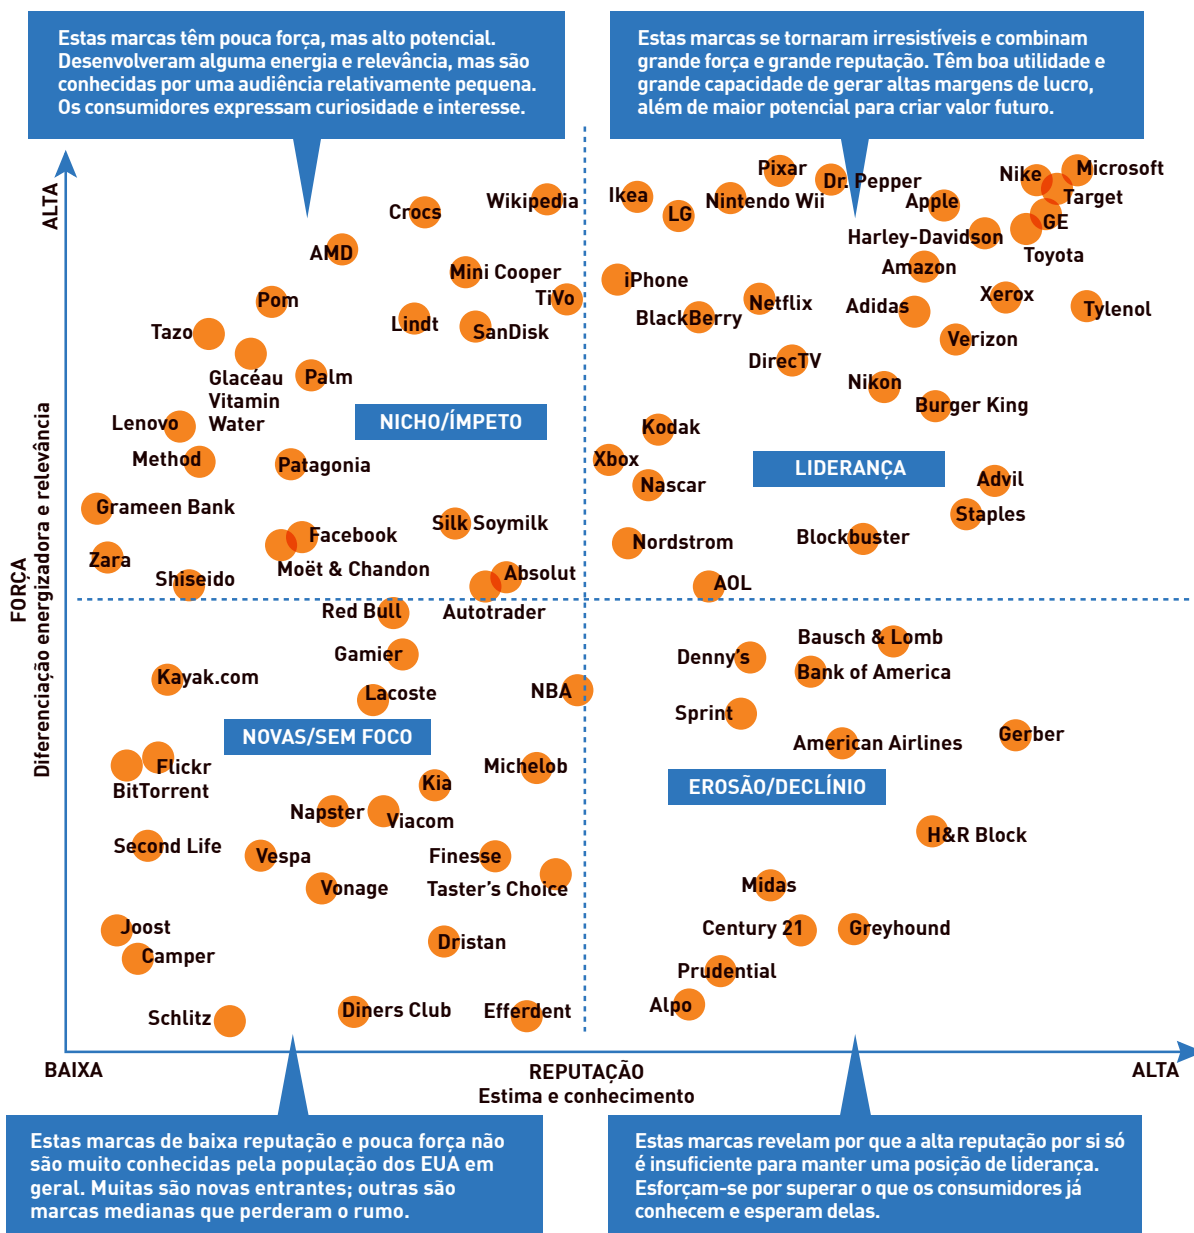 Estas marcas têm pouca força, mas alto potencial.
Desenvolveram alguma energia e relevância, mas são
conhecidas por uma audiência relativamente pequena.
Os consumidores expressam curiosidade e interesse.
Estas marcas se tornaram irresistíveis e combinam
grande força e grande reputação. Têm boa utilidade e
grande capacidade de gerar altas margens de lucro,
além de maior potencial para criar valor futuro.
ALTA
FORÇA
Diferenciação energizadora e relevância
Crocs
Wikipedia
AMD
Mini Cooper
TiVo
Pom
Lindt
SanDisk
Tazo
Glacéau
Vitamin
Water
Palm
NICHO/ÍMPETO
Lenovo
Method
Patagonia
Grameen Bank
Silk Soymilk
Facebook
Zara
Moët & Chandon
Shiseido
Absolut
Autotrader
Pixar
Dr. Pepper
Nike
Microsoft
Ikea
Nintendo Wii
Apple
Target
LG
GE
Harley-Davidson
Toyota
Amazon
iPhone
Netflix
Adidas
Xerox
Tylenol
BlackBerry
Verizon
DirecTV
Nikon
Burger King
Kodak
Xbox
LIDERANÇA
Nascar
Advil
Staples
Nordstrom
Blockbuster
AOL
Red Bull
Gamier
Kayak.com
Lacoste
NBA
NOVAS/SEM FOCO
Flickr
BitTorrent
Michelob
Kia
Napster
Viacom
Second Life
Vespa
Finesse
Vonage
Taster’s Choice
Joost
Camper
Dristan
Schlitz
Diners Club
Efferdent
Bausch & Lomb
Denny’s
Bank of America
Sprint
American Airlines
Gerber
EROSÃO/DECLÍNIO
H&R Block
Midas
Century 21
Greyhound
Prudential
Alpo
BAIXA
REPUTAÇÃO
Estima e conhecimento
ALTA
Estas marcas de baixa reputação e pouca força não
são muito conhecidas pela população dos EUA em
geral. Muitas são novas entrantes; outras são
marcas medianas que perderam o rumo.
Estas marcas revelam por que a alta reputação por si só
é insuficiente para manter uma posição de liderança.
Esforçam-se por superar o que os consumidores já
conhecem e esperam delas.